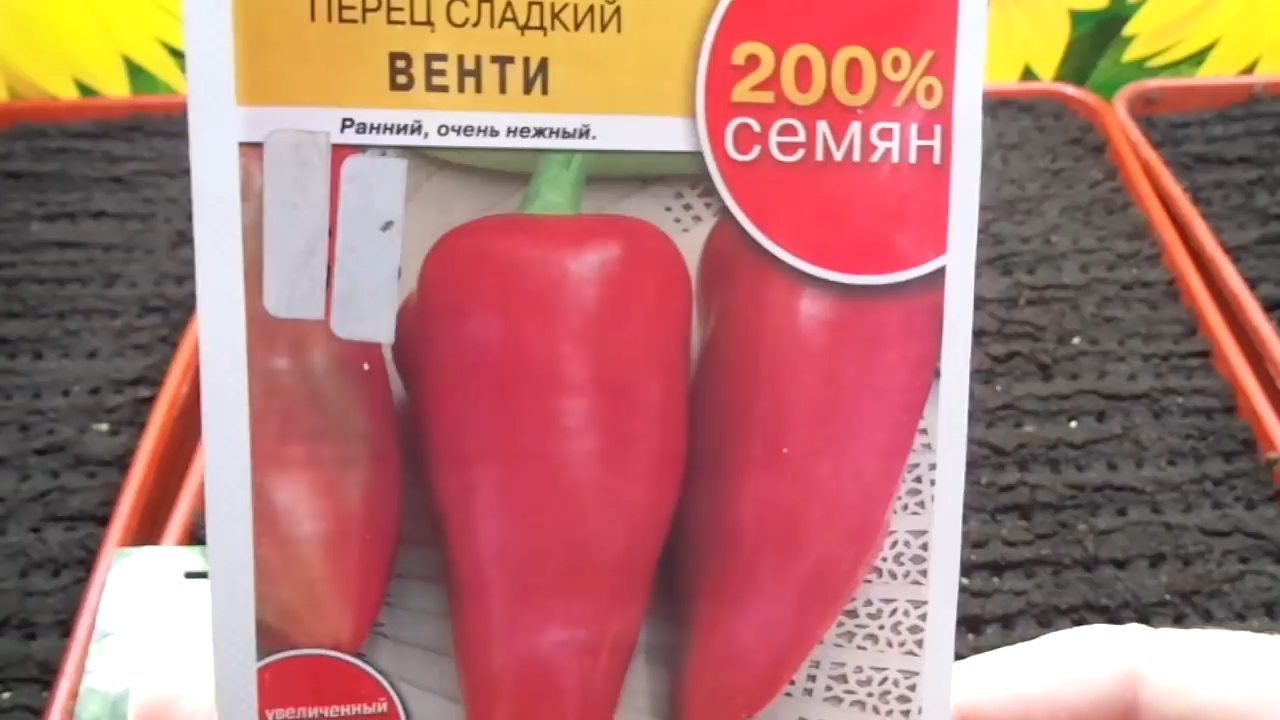 ПЕРЕЦ СЛАДКИЙ
ВЕНТИ
Ранний, очень нежный.
200%
семян
увеличенный